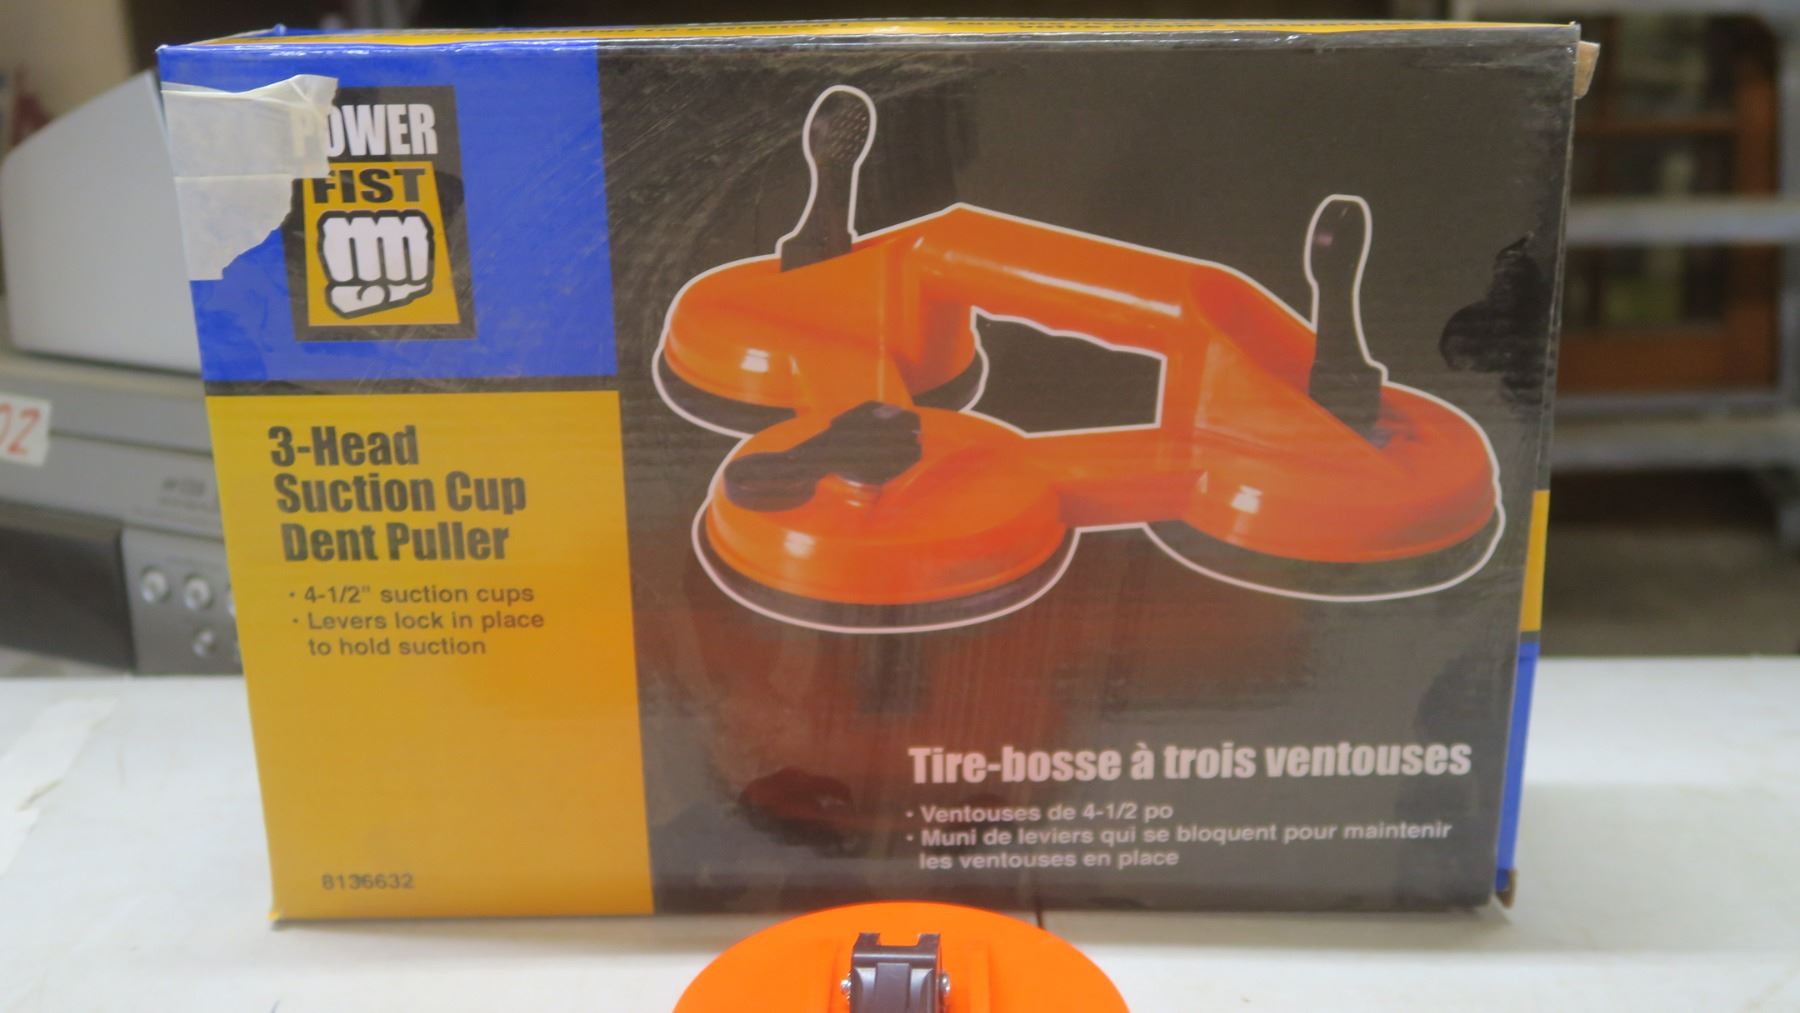 POWER
FIST
3-Head
Suction Cup
Dent Puller
• 4-1/2" suction cups
• Levers lock in place
to hold suction
8136632
Tire-bosse à trois ventouses
• Ventouses de 4-1/2 po
• Muni de leviers qui se bloquent pour maintenir
les ventouses en place